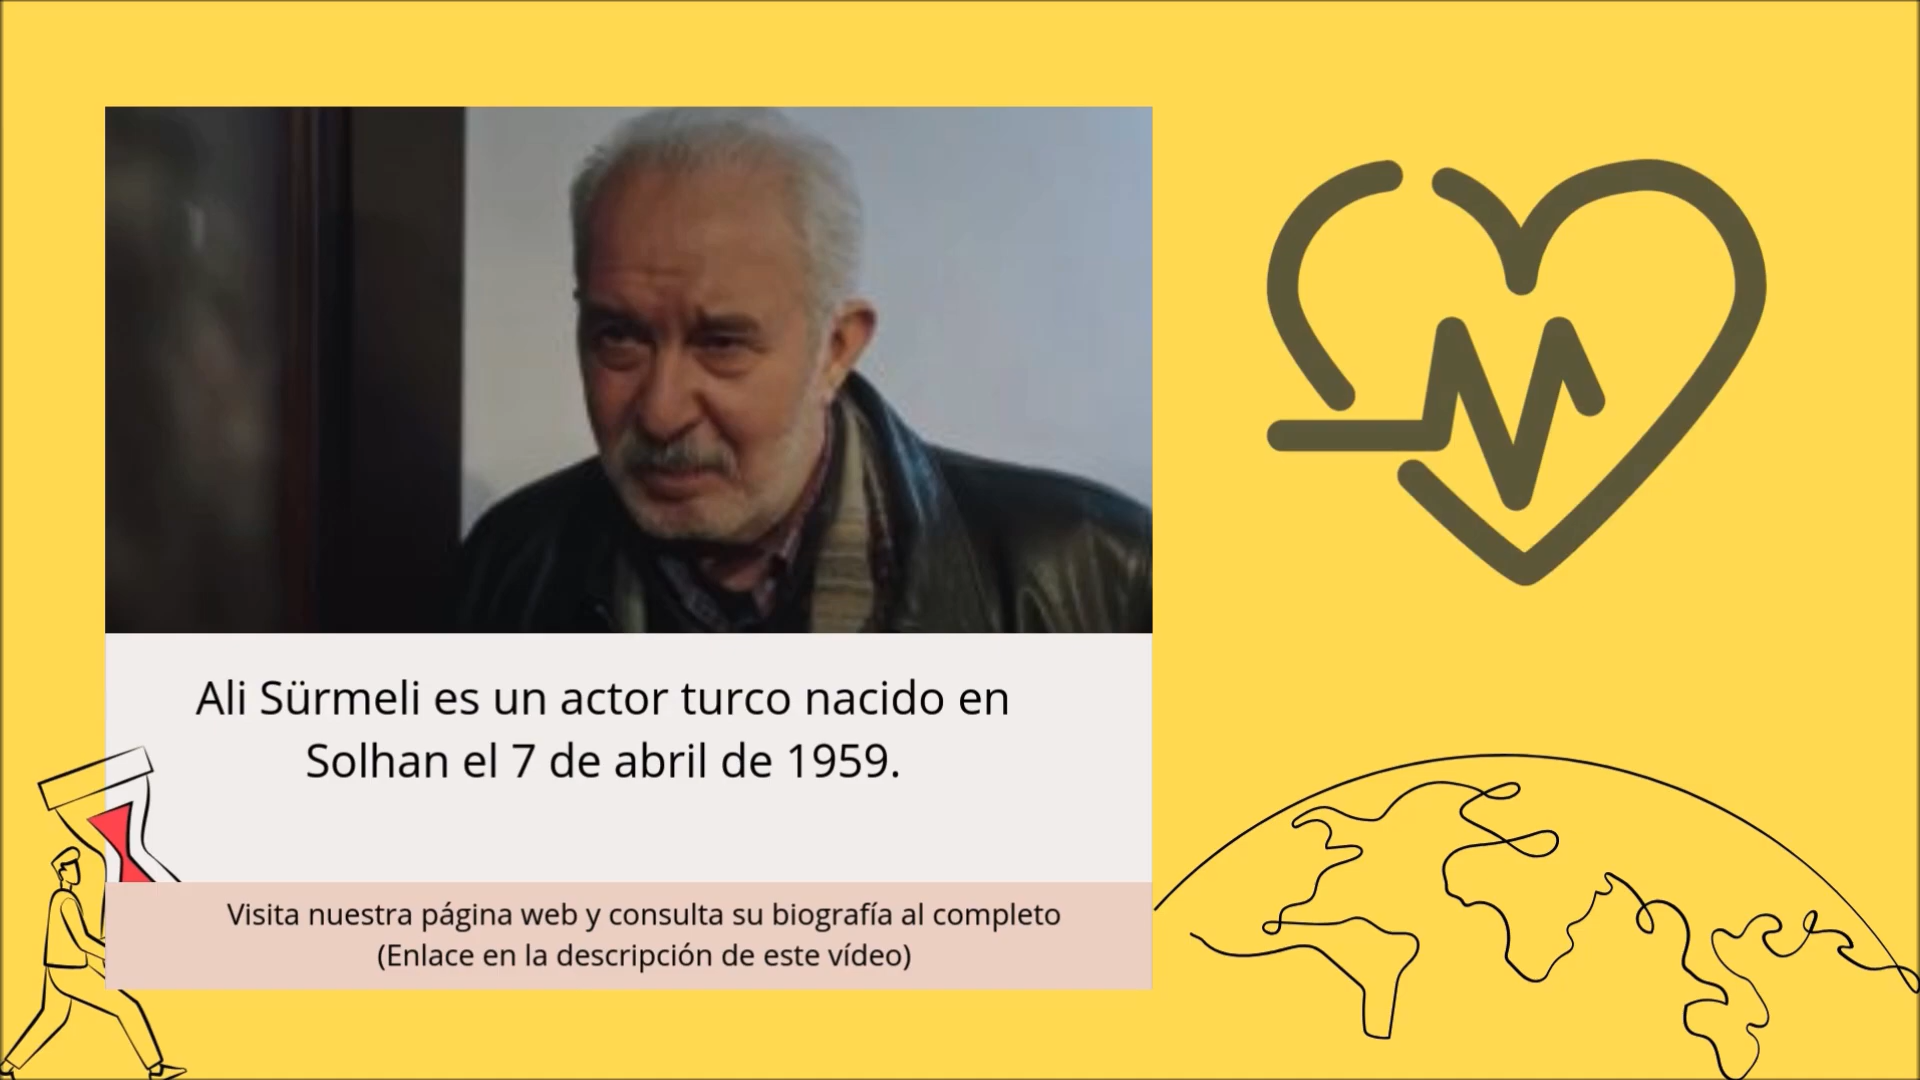 Ali Sürmeli es un actor turco nacido en
Solhan el 7 de abril de 1959.
Visita nuestra página web y consulta su biografía al completo
(Enlace en la descripción de este vídeo)